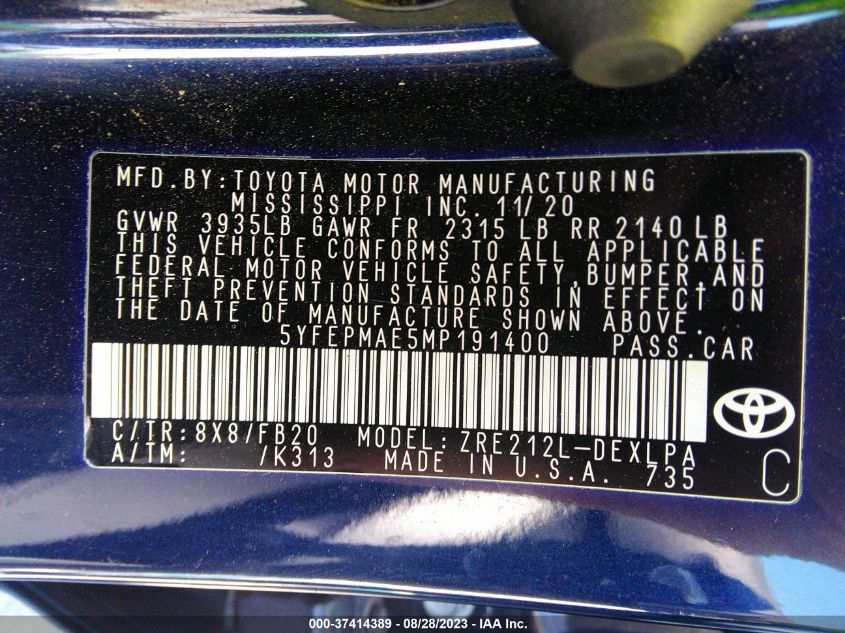 MFD.BY:TOYOTA MOTOR MANUFACTURING
MISSISSIPPI INC. 11/20
GVWR 3935LB GAWR FR 2315 LB RR 2140 LB
THIS VEHICLE CONFORMS TO ALL APPLICABLE
FEDERAL MOTOR VEHICLE SAFETY,BUMPER,AND
THEFT PREVENTION STANDARDS IN EFFECT ON
THE DATE OF MANUFACTURE SHOWN ABOVE.
5YFEPMAE5MP191400 PASS.CAR
C/TR:8X8/FB20 MODEL:ZRE212L-DEXLPA
A/TM: /K313 MADE IN U.S.A. 735
C
000-37414389 - 08/28/2023 - IAA Inc.